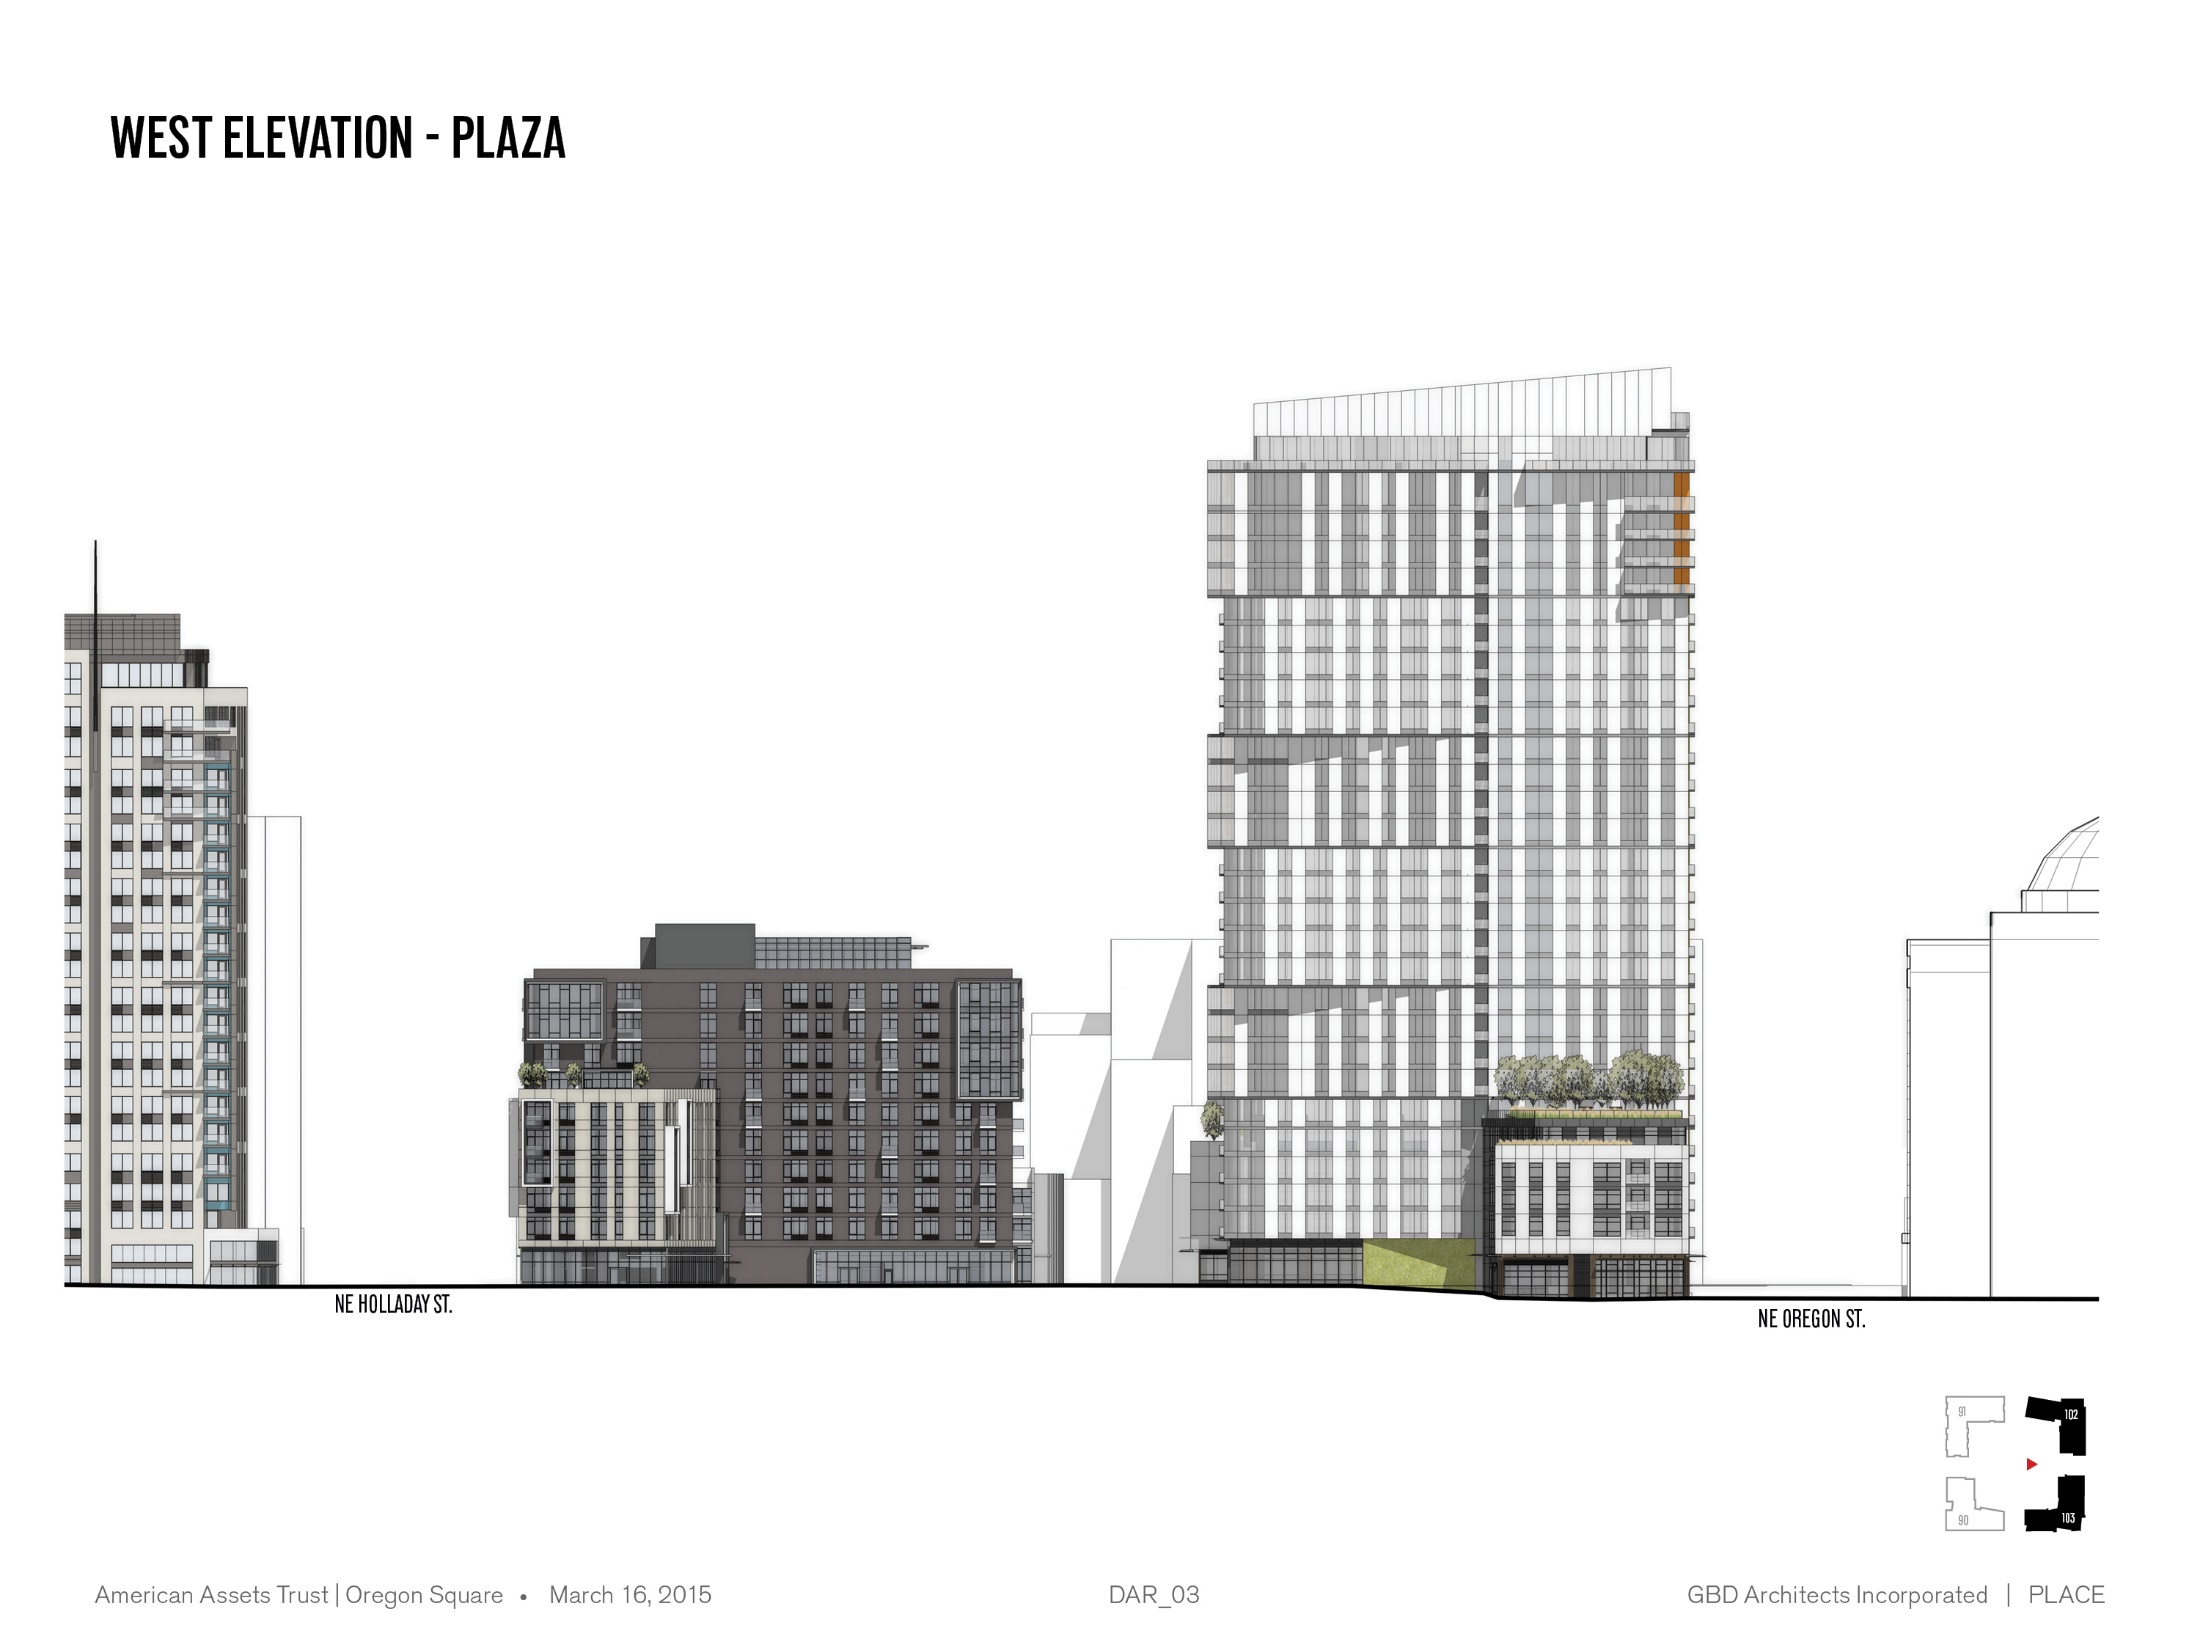 WEST ELEVATION - PLAZA
NE HOLLADAY ST.
NE OREGON ST.
91
102
90
103
American Assets Trust | Oregon Square • March 16, 2015
DAR_03
GBD Architects Incorporated | PLACE